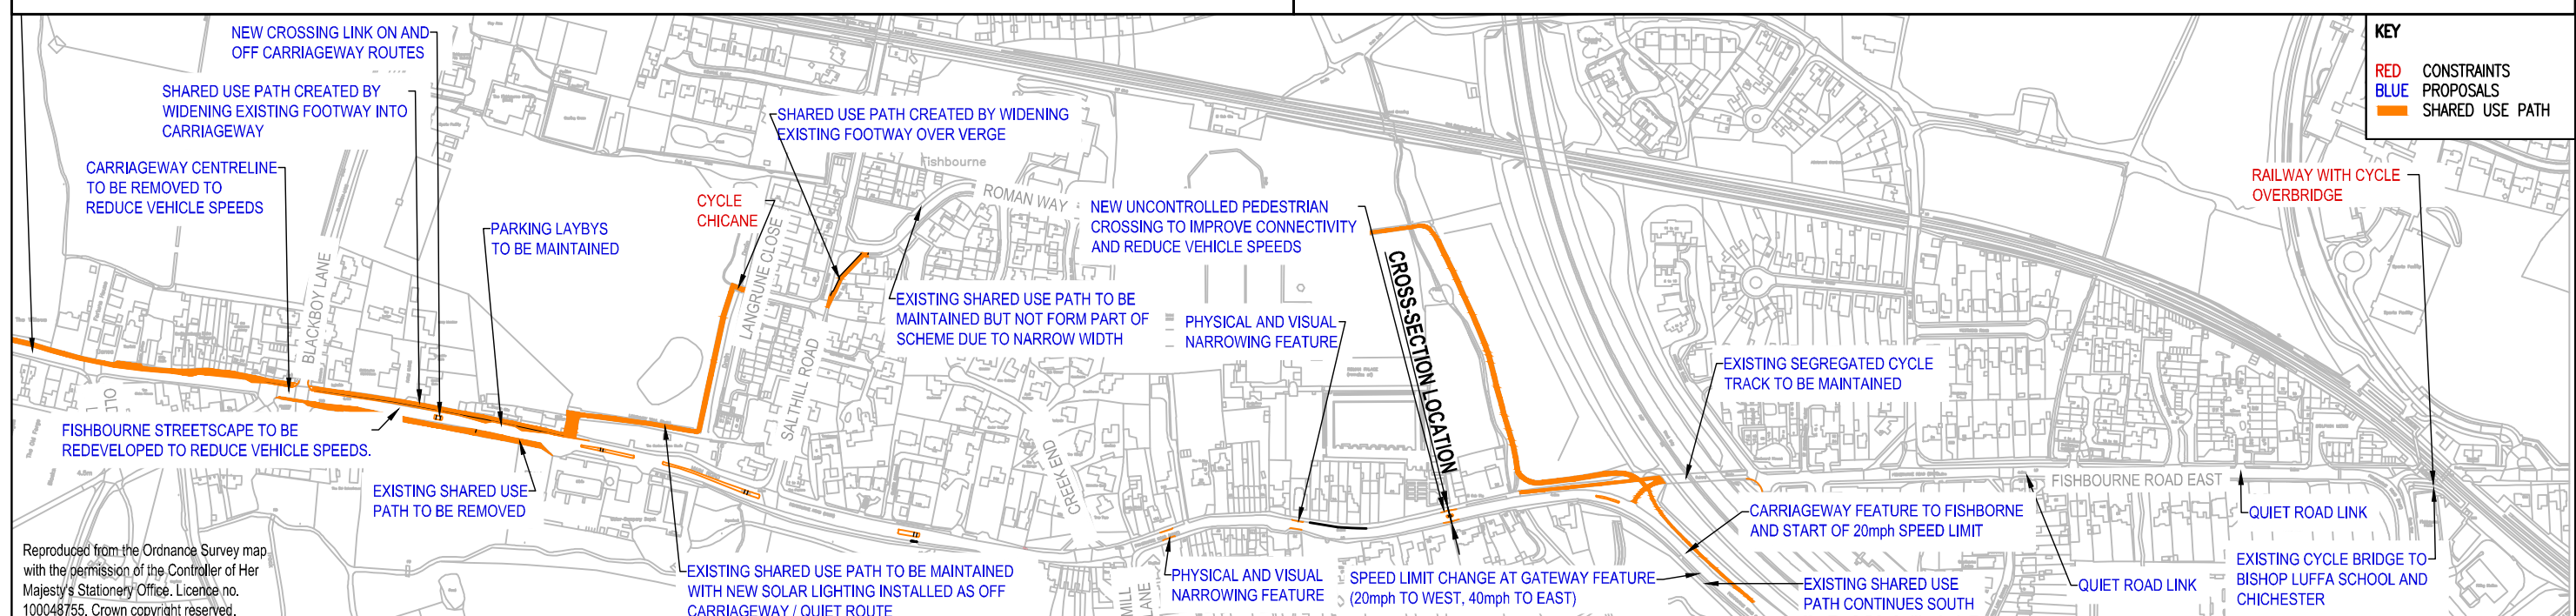 NEW CROSSING LINK ON AND
OFF CARRIAGEWAY ROUTES
SHARED USE PATH CREATED BY
WIDENING EXISTING FOOTWAY INTO
CARRIAGEWAY
CARRIAGEWAY CENTRELINE
TO BE REMOVED TO
REDUCE VEHICLE SPEEDS
BLACKBOY LANE
PARKING LAYBYS
TO BE MAINTAINED
FISHBOURNE STREETSCAPE TO BE
REDEVELOPED TO REDUCE VEHICLE SPEEDS.
EXISTING SHARED USE
PATH TO BE REMOVED
Reproduced from the Ordnance Survey map
with the permission of the Controller of Her
Majesty's Stationery Office. Licence no.
100048755. Crown copyright reserved.
CYCLE
CHICANE
LANGRUNE CLOSE
SALTHILL ROAD
SHARED USE PATH CREATED BY WIDENING
EXISTING FOOTWAY OVER VERGE
Fishbourne
ROMAN WAY
EXISTING SHARED USE PATH TO BE
MAINTAINED BUT NOT FORM PART OF
SCHEME DUE TO NARROW WIDTH
EXISTING SHARED USE PATH TO BE MAINTAINED
WITH NEW SOLAR LIGHTING INSTALLED AS OFF
CARRIAGEWAY / QUIET ROUTE
CREEK END
MILL
LANE
NEW UNCONTROLLED PEDESTRIAN
CROSSING TO IMPROVE CONNECTIVITY
AND REDUCE VEHICLE SPEEDS
PHYSICAL AND VISUAL
NARROWING FEATURE
CROSS-SECTION LOCATION
PHYSICAL AND VISUAL
NARROWING FEATURE
SPEED LIMIT CHANGE AT GATEWAY FEATURE
(20mph TO WEST, 40mph TO EAST)
EXISTING SEGREGATED CYCLE
TRACK TO BE MAINTAINED
CARRIAGEWAY FEATURE TO FISHBORNE
AND START OF 20mph SPEED LIMIT
EXISTING SHARED USE
PATH CONTINUES SOUTH
FISHBOURNE ROAD EAST
QUIET ROAD LINK
QUIET ROAD LINK
RAILWAY WITH CYCLE
OVERBRIDGE
EXISTING CYCLE BRIDGE TO
BISHOP LUFFA SCHOOL AND
CHICHESTER
KEY
RED CONSTRAINTS
BLUE PROPOSALS
SHARED USE PATH